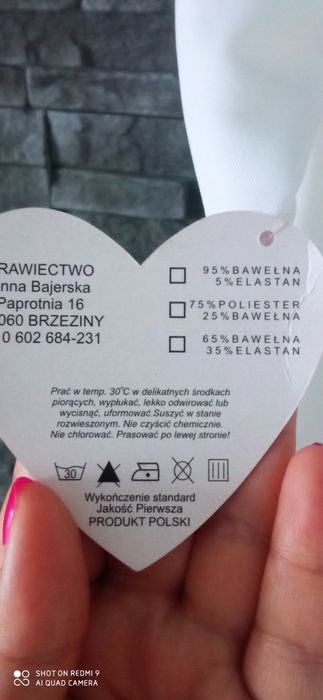 RAWIECTWO
nna Bajerska
Paprotnia 16
060 BRZEZINY
0 602 684-231
95% BAWEŁNA
5% ELASTAN
75% POLIESTER
25% BAWEŁNA
65% BAWEŁNA
35% ELASTAN
Prać w temp. 30°C w delikatnych środkach
piorących, wypłukać, lekko odwirować lub
wycisnąć, uformować.Suszyć w stanie
rozwieszonym. Nie czyścić chemicznie.
Nie chlorować. Prasować po lewej stronie!
30
Wykończenie standard
Jakość Pierwsza
PRODUKT POLSKI
SHOT ON REDMI 9
AI QUAD CAMERA